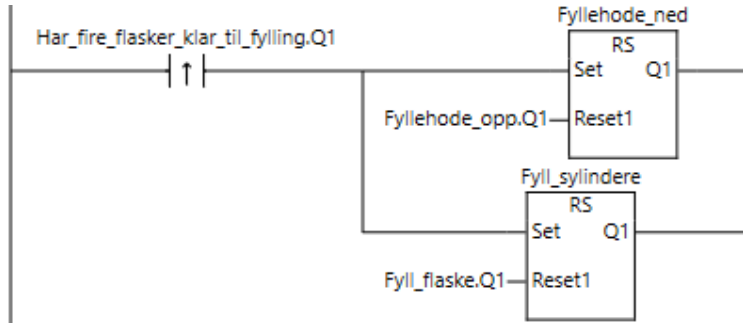 Fyllehode_ned
Har_fire_flasker_klar_til_fylling.Q1
RS
Set Q1
Fyllehode_opp.Q1 Reset1
Fyll_sylindere
RS
Set Q1
Fyll_flaske.Q1 Reset1